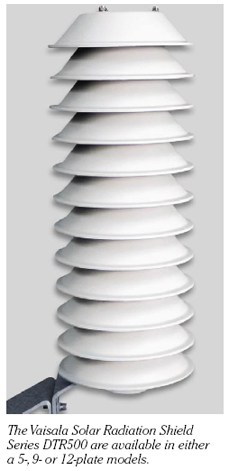 The Vaisala Solar Radiation Shield
Series DTR500 are available in either
a 5-, 9- or 12-plate models.